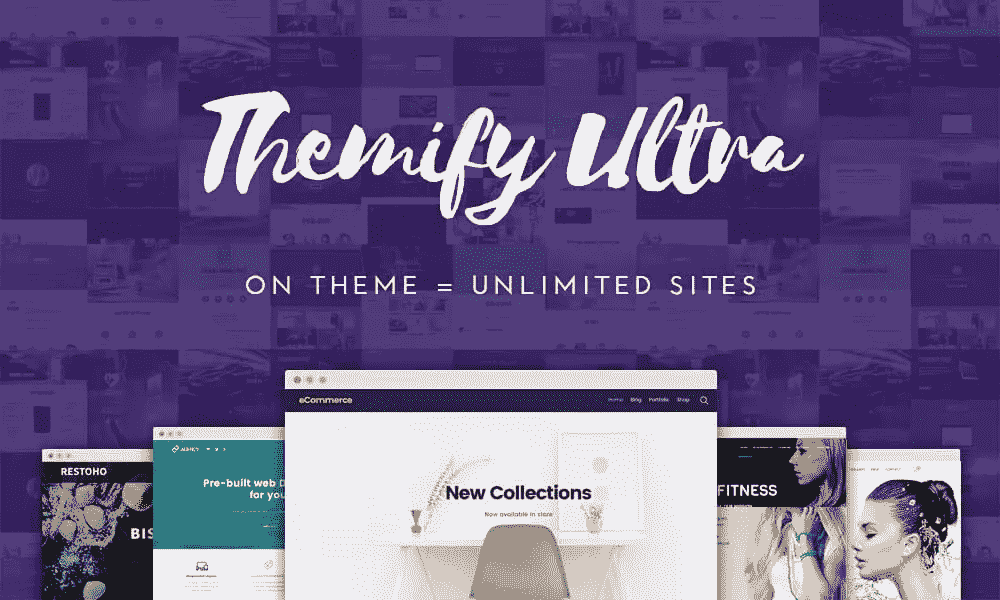 Themify Ultra
ON THEME = UNLIMITED SITES
eCommerce
Home Blog Portfolio Shop
New Collections
Now available in store
RESTOHO
BIS
AGENCY
Pre-built web D
for you
FITNESS